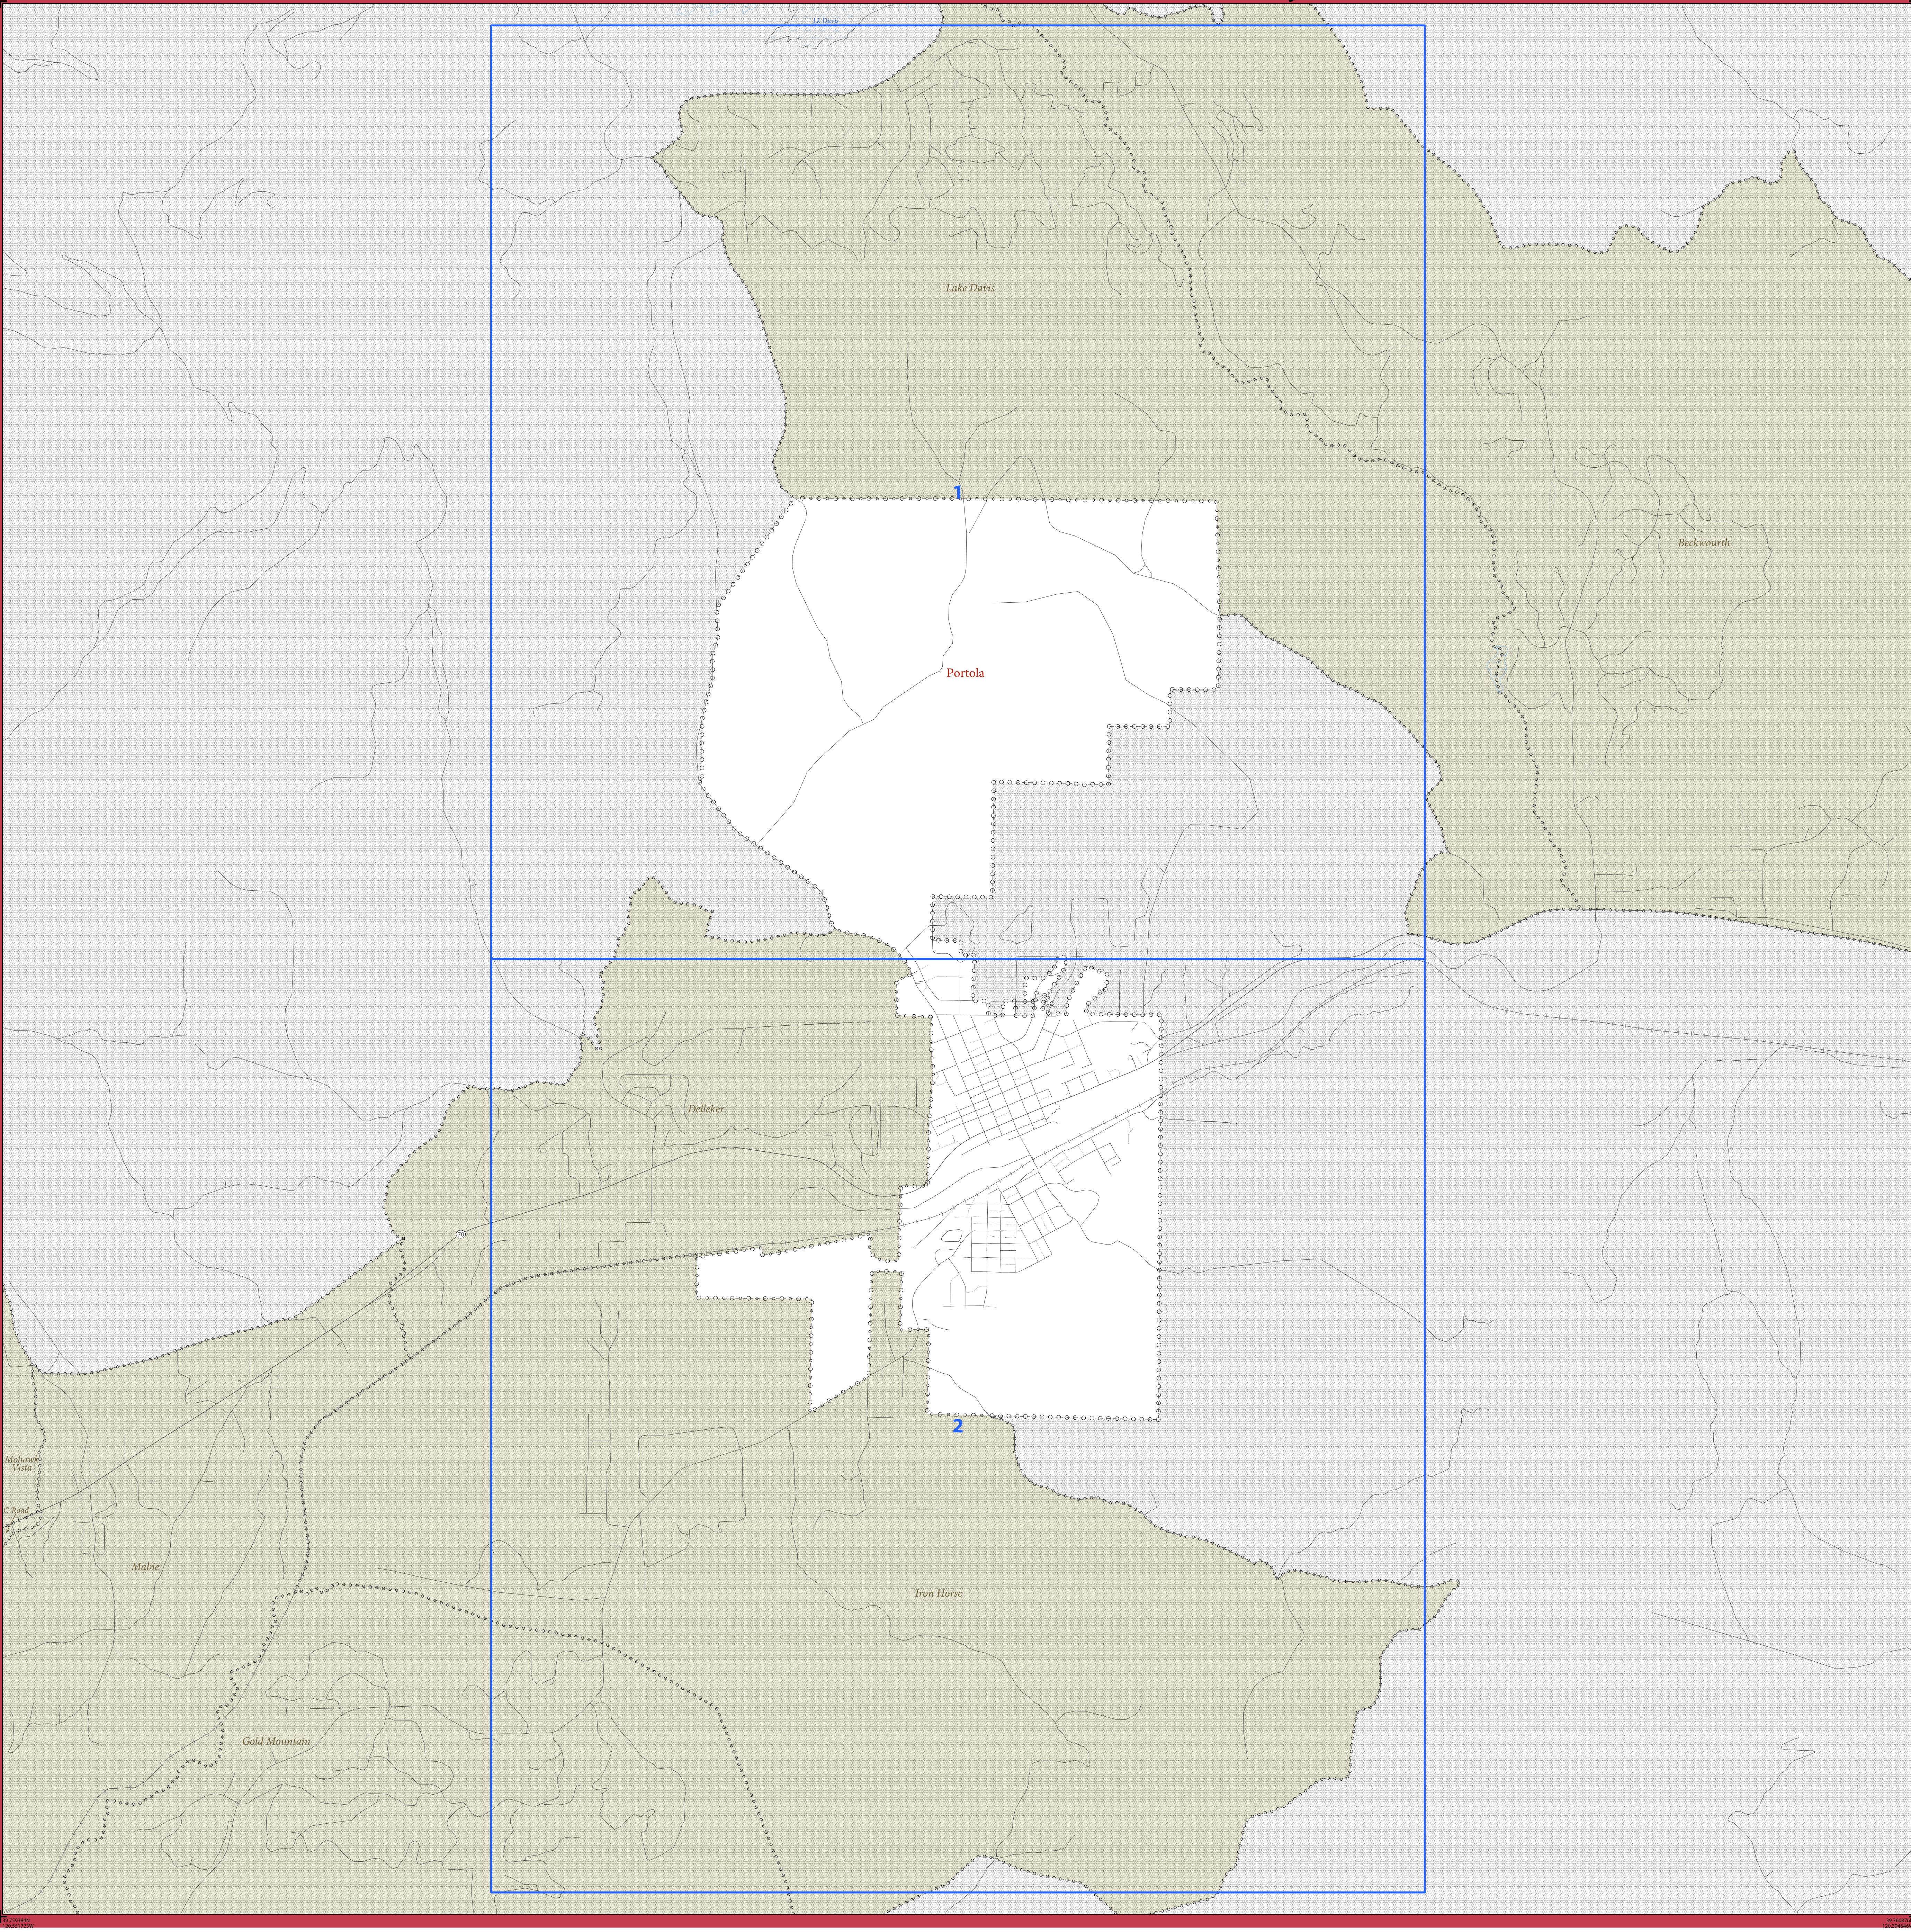 Lk Davis
Lake Davis
1
Beckwourth
Portola
Delleker
70
2
Mohawk
Vista
C-Road
Mabie
Iron Horse
Gold Mountain